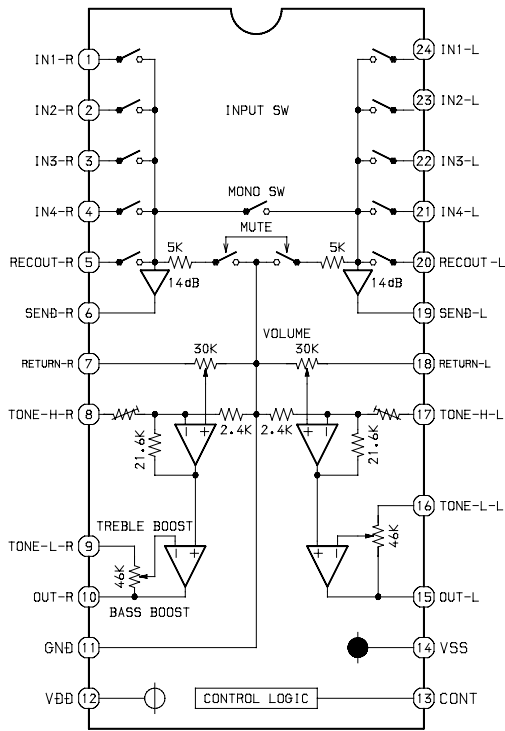 IN1-R 1 24 IN1-L
IN2-R 2 INPUT SW 23 IN2-L
IN3-R 3 22 IN3-L
MONO SW
IN4-R 4 21 IN4-L
MUTE
5K 5K
RECOUT-R 5 20 RECOUT-L
14dB 14dB
SEND-R 6 19 SEND-L
VOLUME
30K 30K
RETURN-R 7 18 RETURN-L
TONE-H-R 8 17 TONE-H-L
+ +
2.4K 2.4K
21.6K 21.6K
16 TONE-L-L
TREBLE BOOST
46K
TONE-L-R 9
+ +
46K
OUT-R 10 15 OUT-L
BASS BOOST
GND 11 14 VSS
VDD 12 CONTROL LOGIC 13 CONT